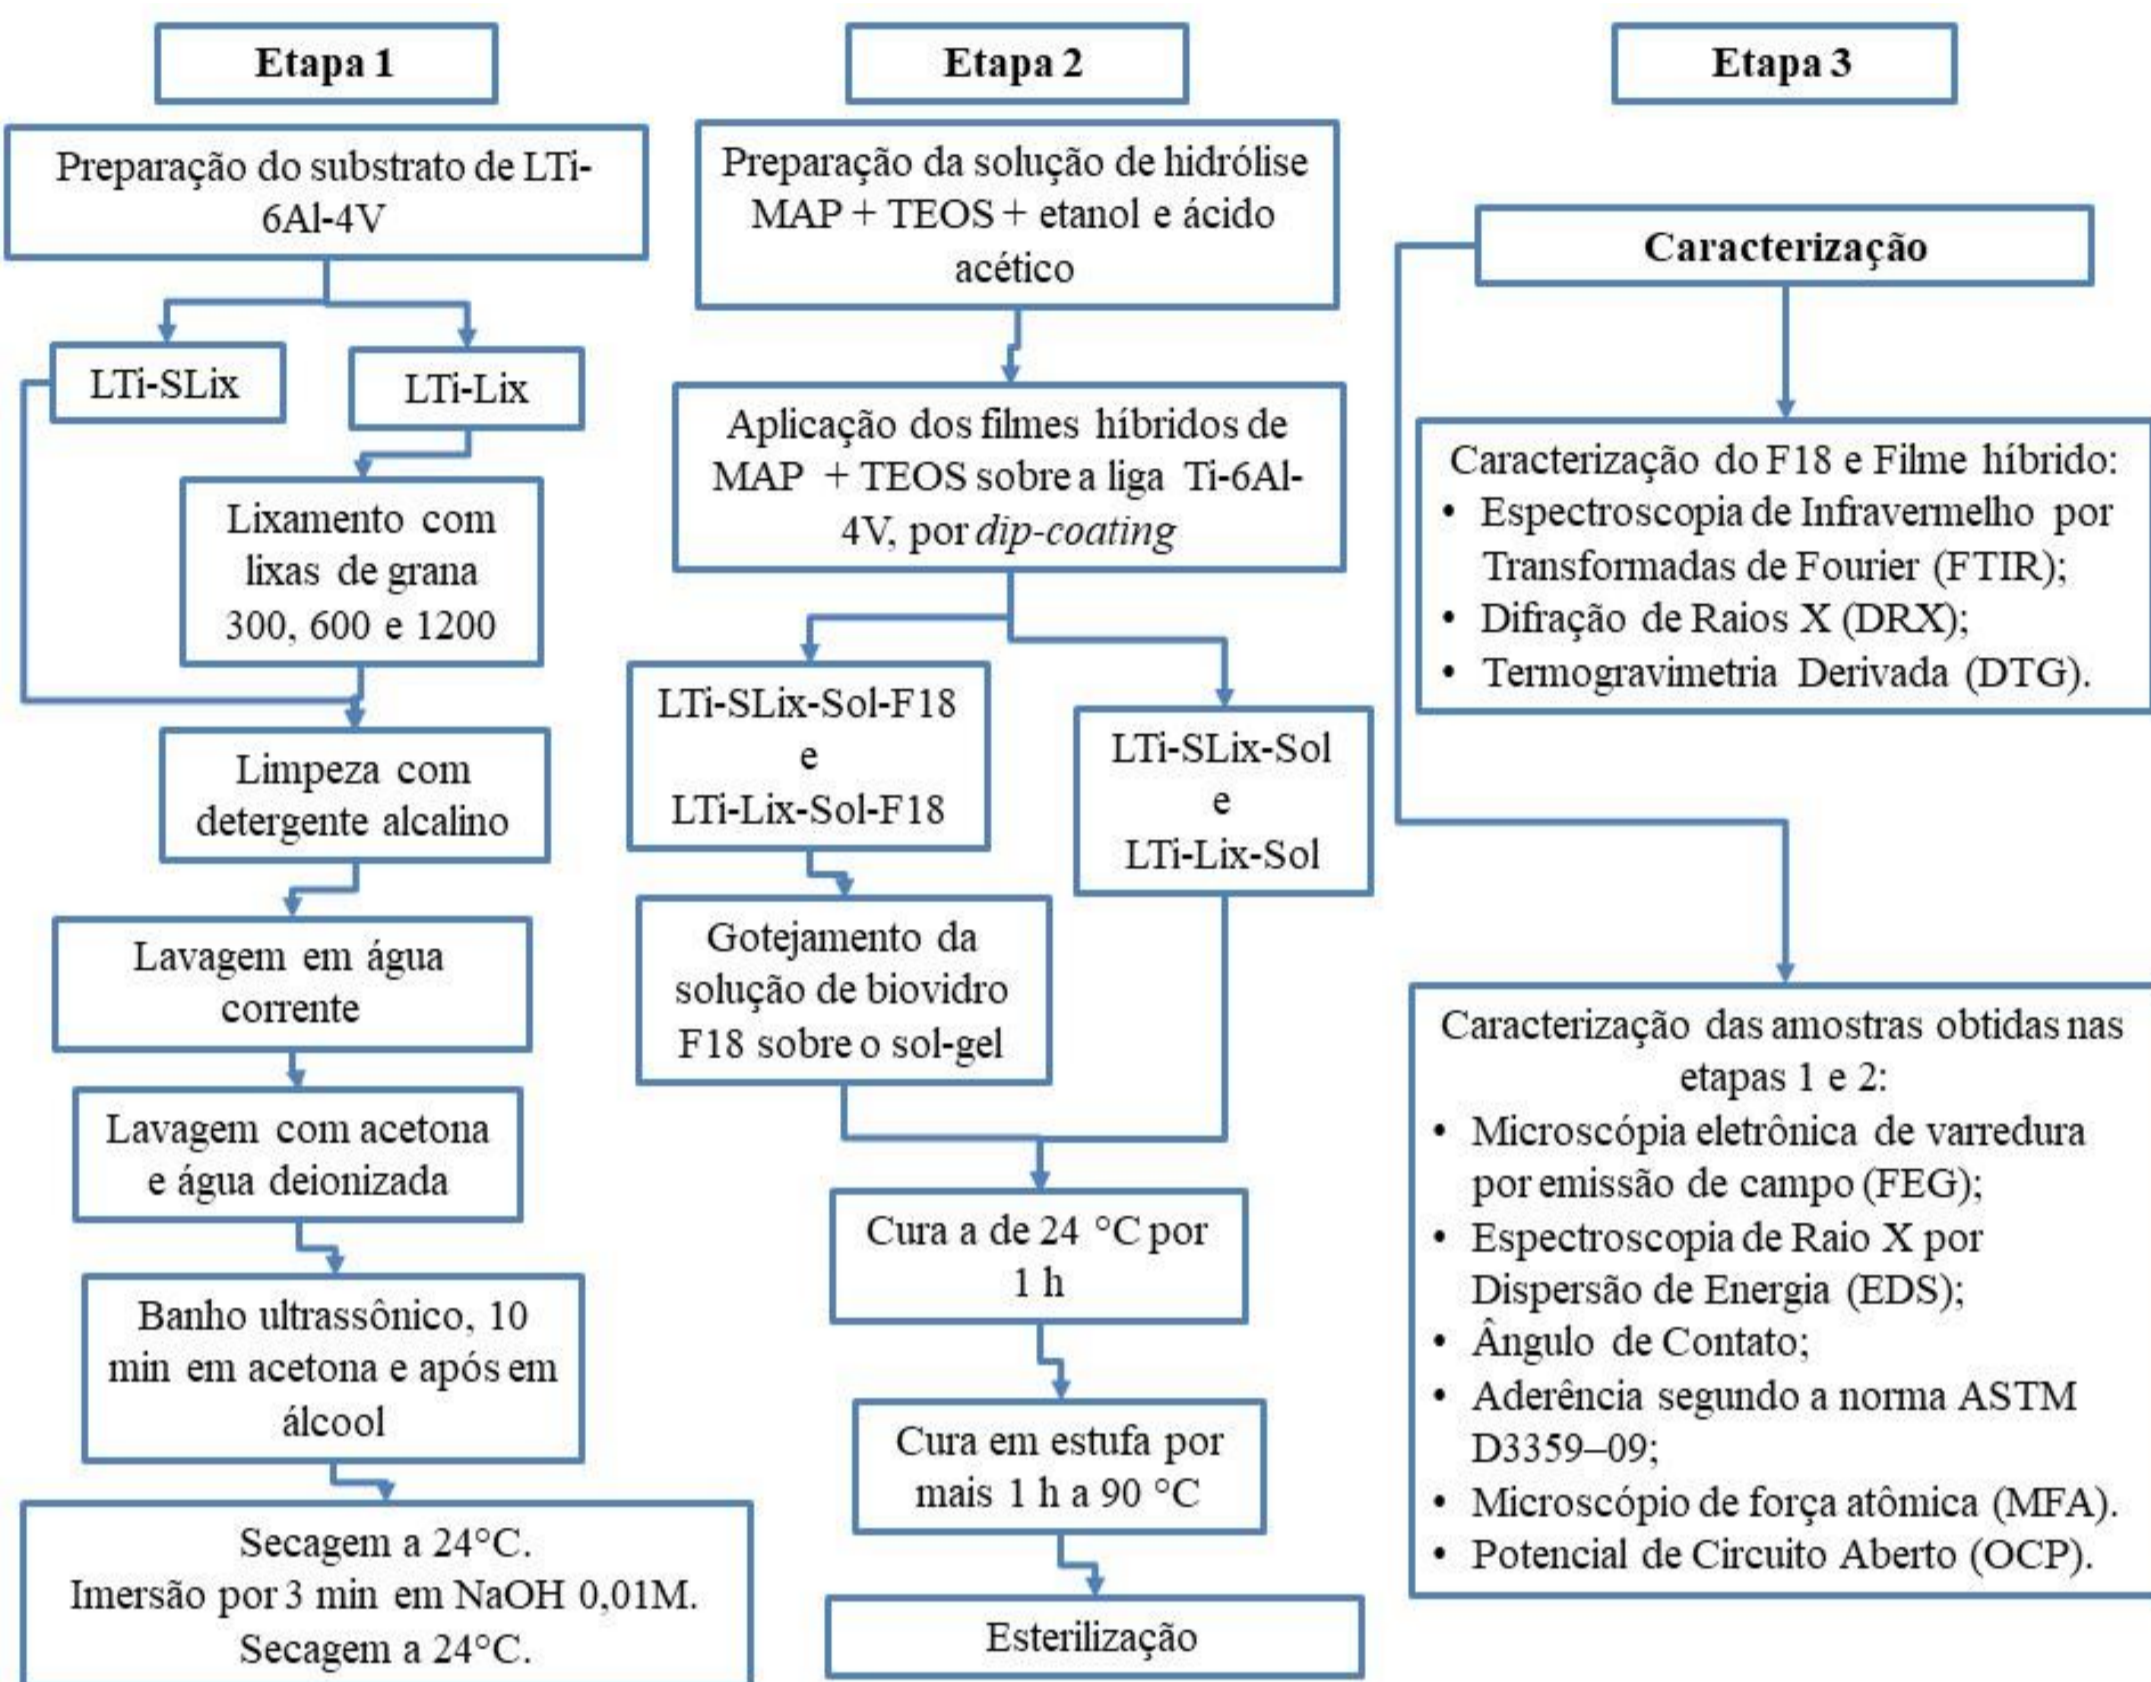 Etapa 1
Preparação do substrato de LTi-
6Al-4V
LTi-SLix
LTi-Lix
Lixamento com
lixas de grana
300, 600 e 1200
Limpeza com
detergente alcalino
Lavagem em água
corrente
Lavagem com acetona
e água deionizada
Banho ultrassônico, 10
min em acetona e após em
álcool
Secagem a 24°C.
Imersão por 3 min em NaOH 0,01M.
Secagem a 24°C.
Etapa 2
Preparação da solução de hidrólise
MAP + TEOS + etanol e ácido
acético
Aplicação dos filmes híbridos de
MAP + TEOS sobre a liga Ti-6Al-
4V, por dip-coating
LTi-SLix-Sol-F18
e
LTi-Lix-Sol-F18
LTi-SLix-Sol
e
LTi-Lix-Sol
Gotejamento da
solução de biovidro
F18 sobre o sol-gel
Cura a de 24 °C por
1 h
Cura em estufa por
mais 1 h a 90 °C
Esterilização
Etapa 3
Caracterização
Caracterização do F18 e Filme híbrido:
• Espectroscopia de Infravermelho por
Transformadas de Fourier (FTIR);
• Difração de Raios X (DRX);
• Termogravimetria Derivada (DTG).
Caracterização das amostras obtidas nas
etapas 1 e 2:
• Microscópia eletrônica de varredura
por emissão de campo (FEG);
• Espectroscopia de Raio X por
Dispersão de Energia (EDS);
• Ângulo de Contato;
• Aderência segundo a norma ASTM
D3359–09;
• Microscópio de força atômica (MFA).
• Potencial de Circuito Aberto (OCP).